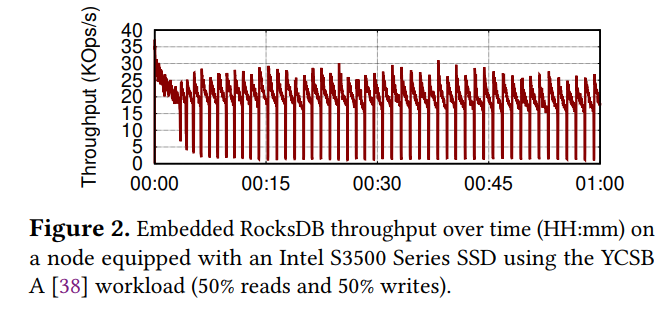 Throughput (KOps/s)
40
35
30
25
20
15
10
5
0
00:00 00:15 00:30 00:45 01:00
Figure 2. Embedded RocksDB throughput over time (HH:mm) on
a node equipped with an Intel S3500 Series SSD using the YCSB
A [38] workload (50% reads and 50% writes).